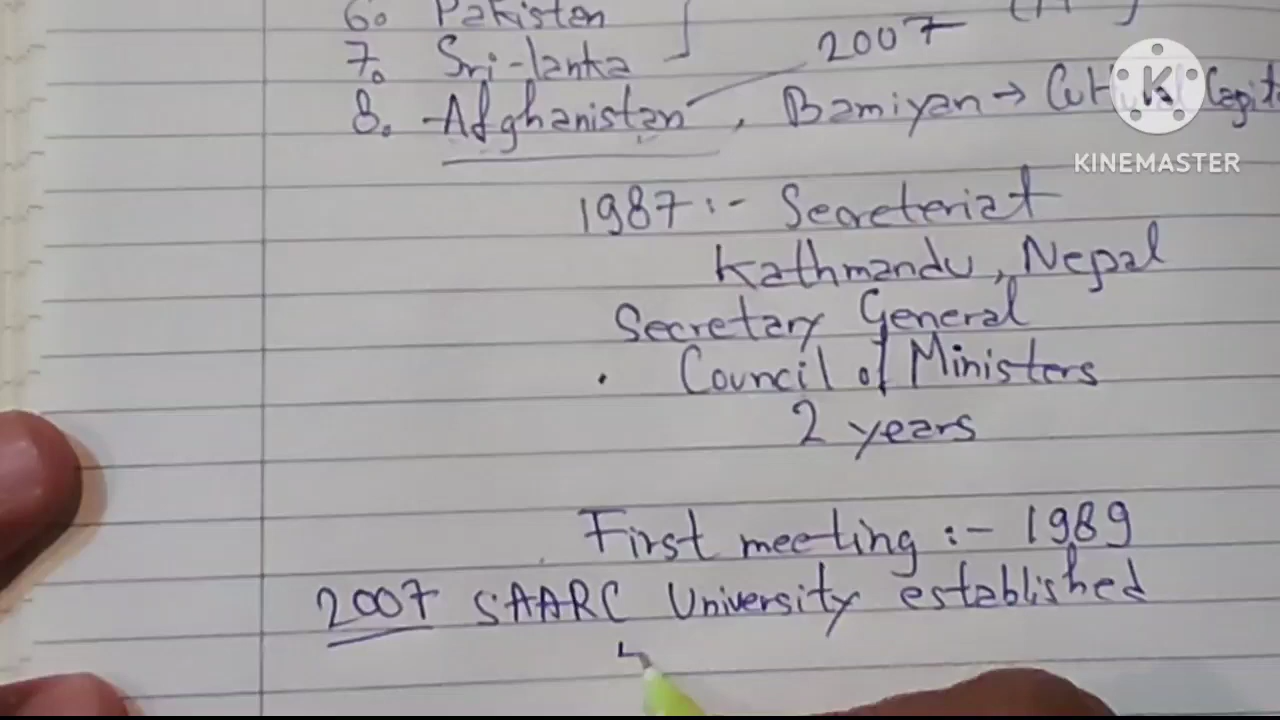 6. Pakistan
7. Sri-lanka
2007
8. Afghanistan, Bamiyan → Capit
KINEMASTER
1987 :- Secreteriat
Kathmandu, Nepal
Secretary General
Council of Ministers
2 years
First meeting :- 1989
2007 SAARC University established